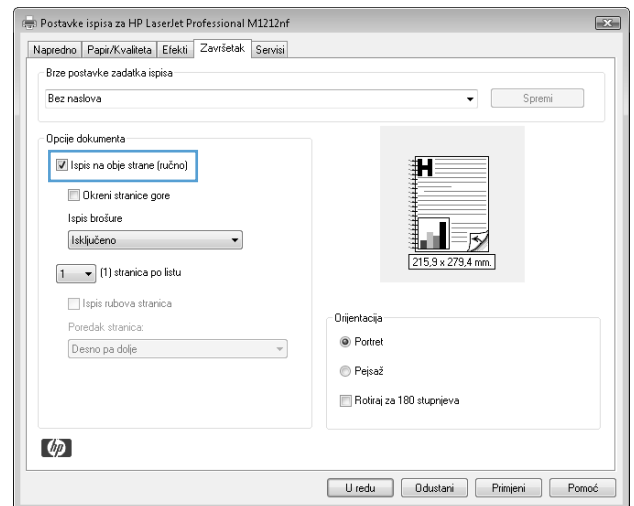 Postavke ispisa za HP LaserJet Professional M1212nf
Napredno Papir/Kvaliteta Efekti Završetak Servisi
Brze postavke zadatka ispisa
Bez naslova
Spremi
Opcije dokumenta
Ispis na obje strane (ručno)
Okreni stranice gore
Ispis brošure
Isključeno
1 (1) stranica po listu
Ispis rubova stranica
Poredak stranica:
Desno pa dolje
H
215,9 x 279,4 mm.
Orijentacija
Portret
Pejsaž
Rotiraj za 180 stupnjeva
hp
U redu Odustani Primjeni Pomoć